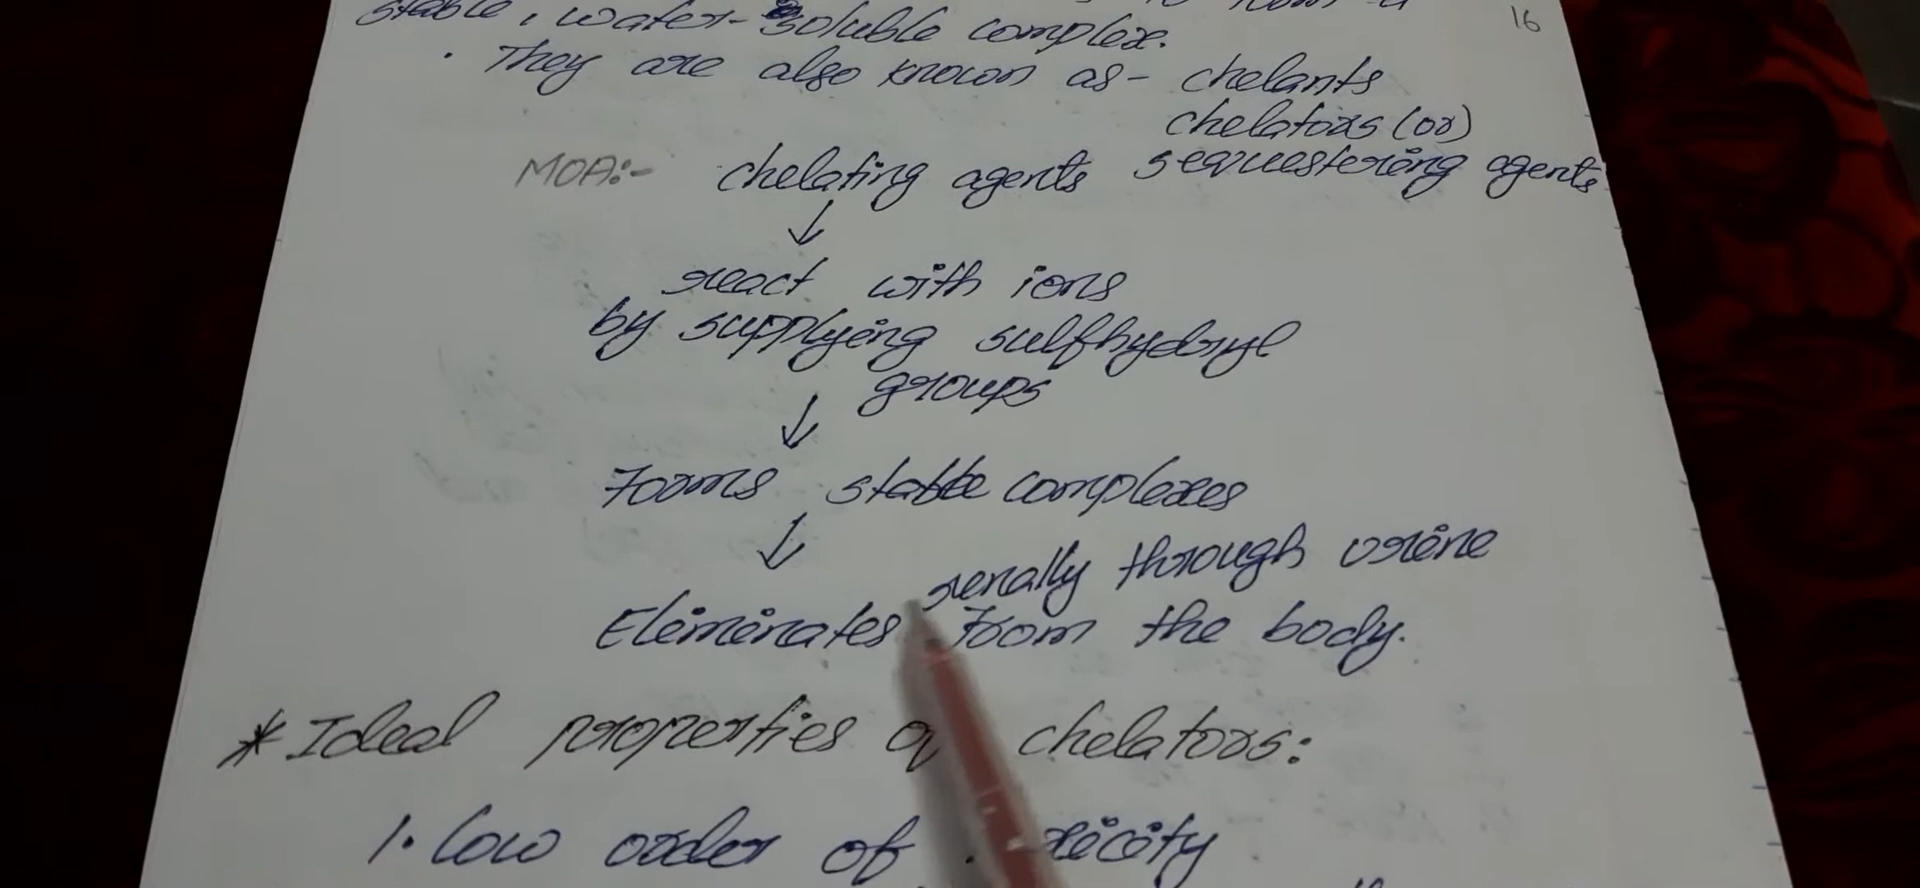 stable, water-soluble complex.
16
. They are also known as- chelants
chelators (or)
sequestering agents
MOA:- chelating agents
↓
react with ions
by supplying sulfhydryl
groups
↓
Forms stable complexes
↓
renally through urine
Eliminates from the body.
* Ideal properties chelators:
1. low order of